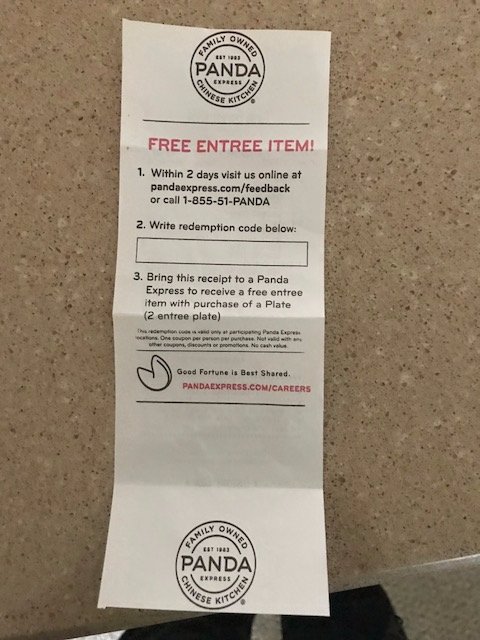 FAMILY OWNED
EST 1983
PANDA
EXPRESS
CHINESE KITCHEN®
FREE ENTREE ITEM!
1. Within 2 days visit us online at
pandaexpress.com/feedback
or call 1-855-51-PANDA
2. Write redemption code below:
3. Bring this receipt to a Panda
Express to receive a free entree
item with purchase of a Plate
(2 entree plate)
This redemption code is valid only at participating Panda Express
locations. One coupon per person per purchase. Not valid with any
other coupons, discounts or promotions. No cash value.
Good Fortune is Best Shared.
PANDAEXPRESS.COM/CAREERS
FAMILY OWNED
EST 1983
PANDA
EXPRESS
CHINESE KITCHEN®